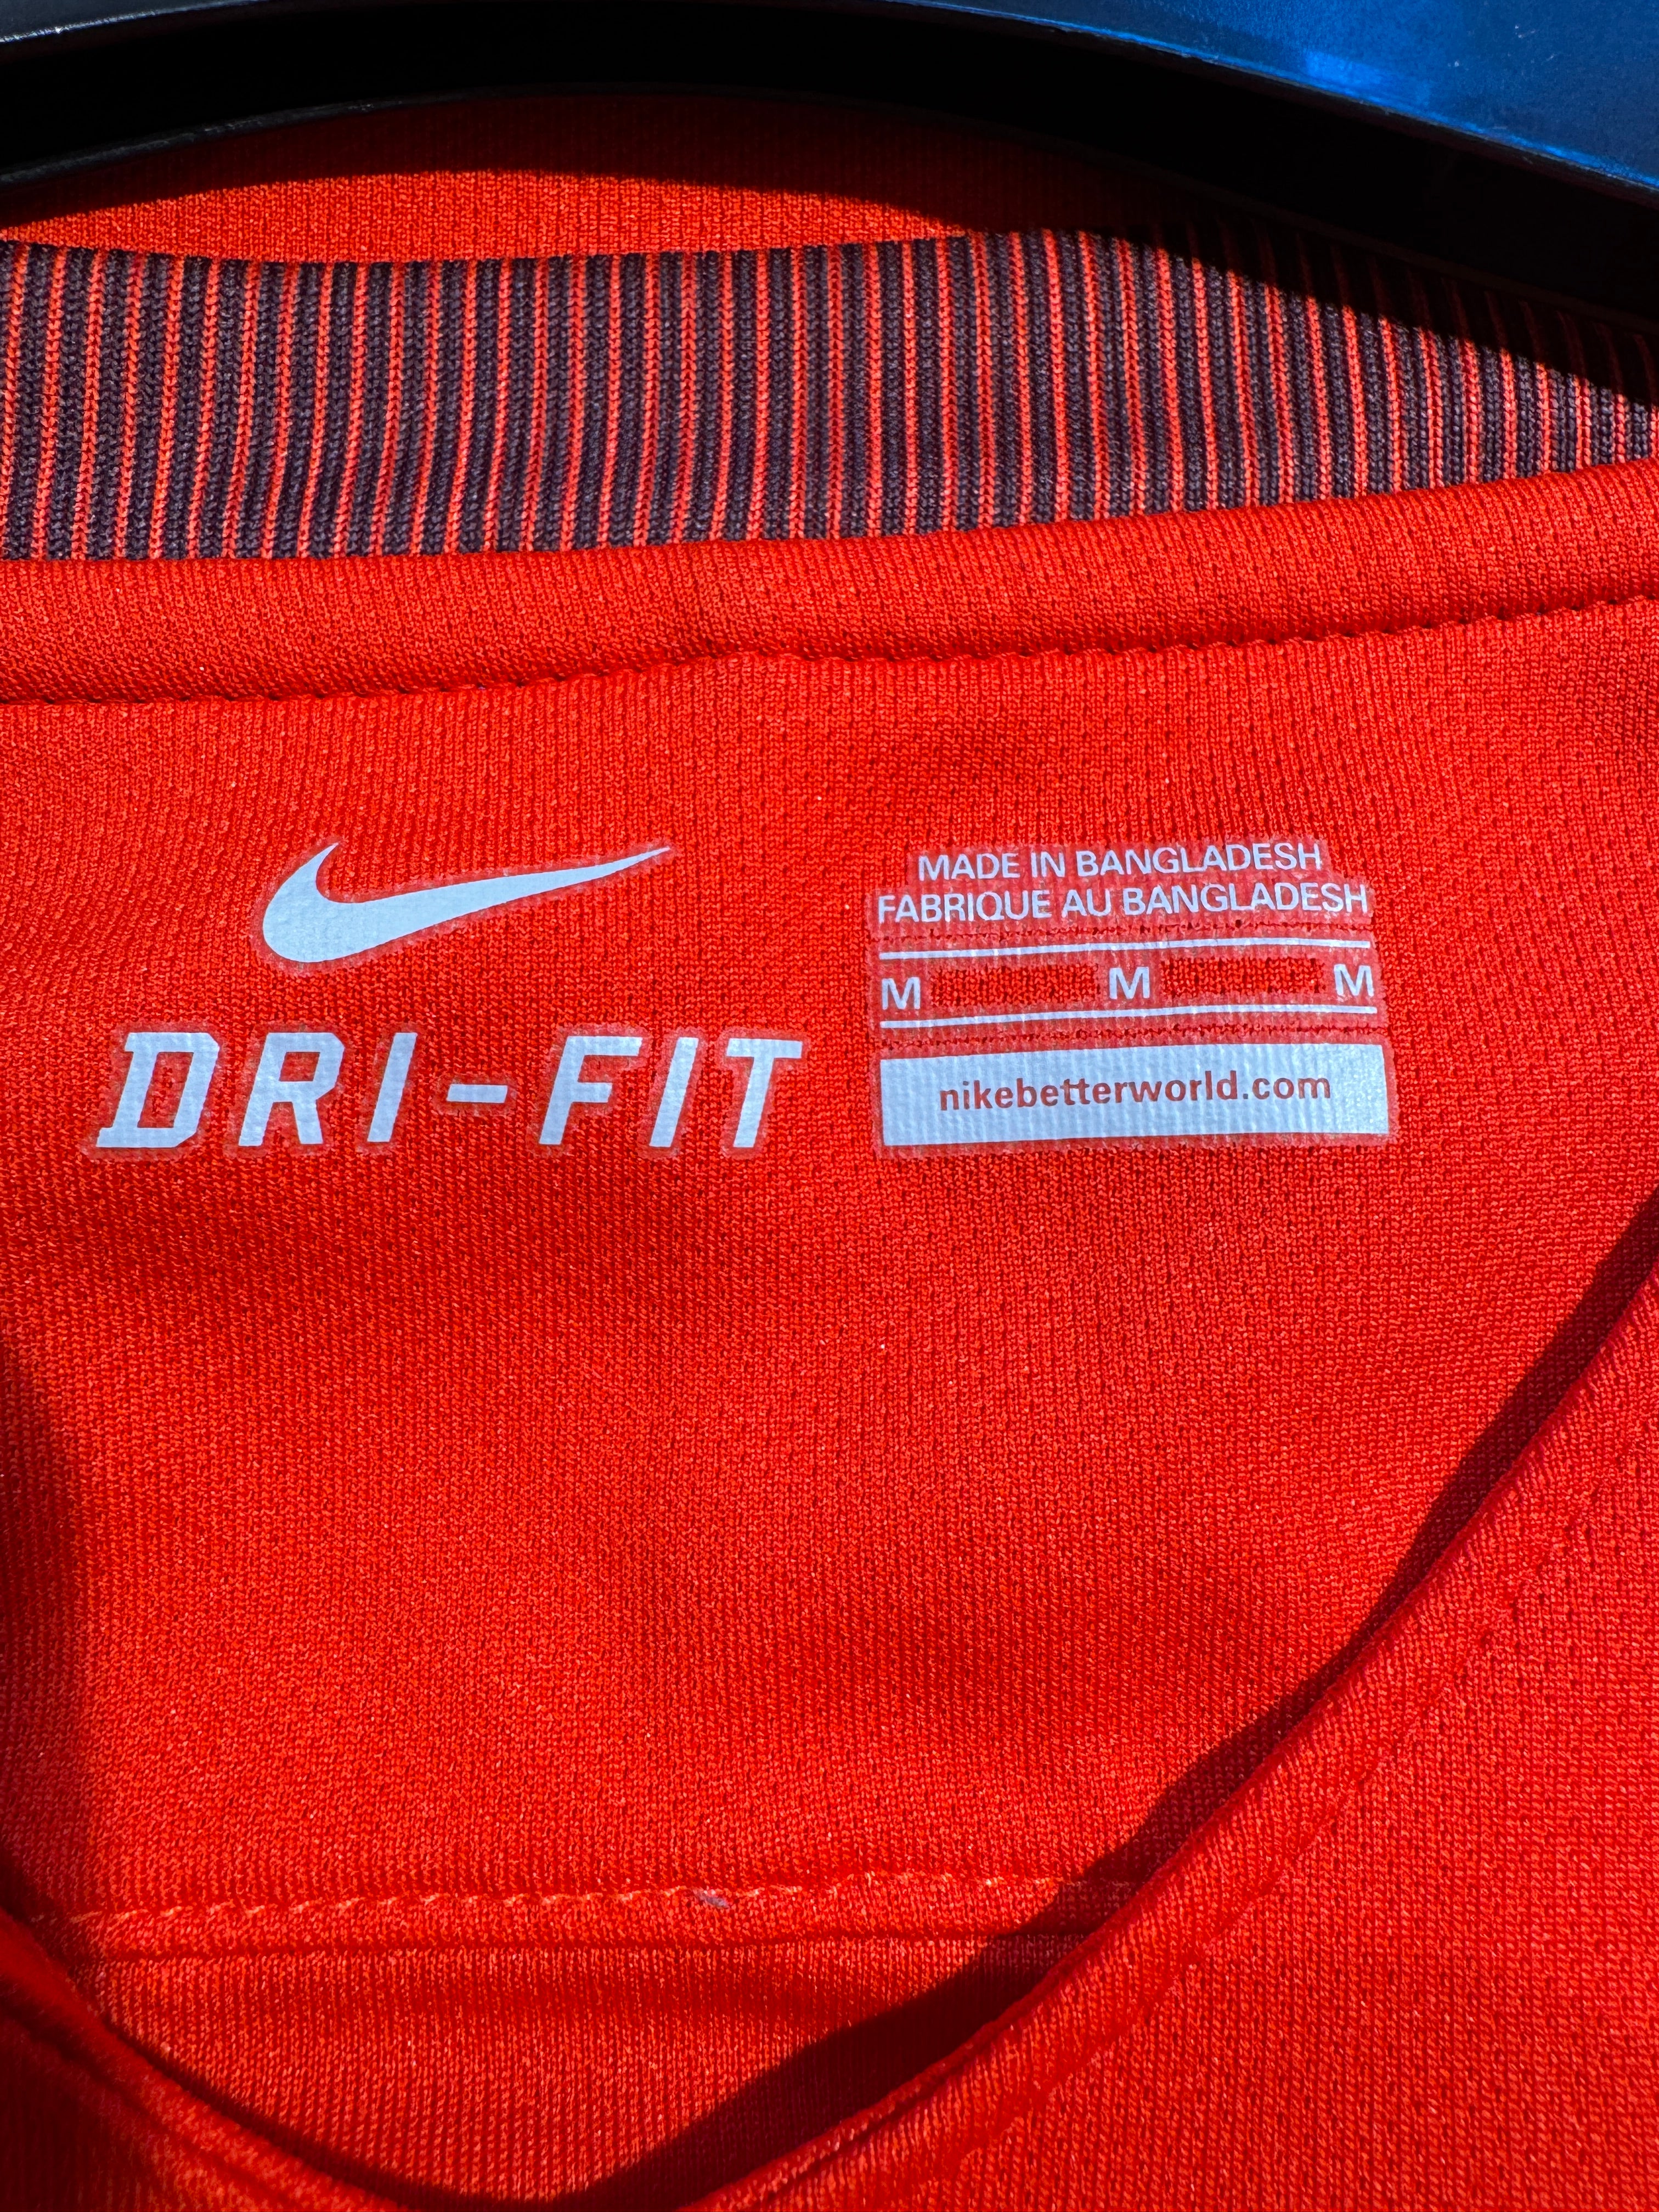 DRI-FIT
MADE IN BANGLADESH
FABRIQUE AU BANGLADESH
M M M
nikebetterworld.com